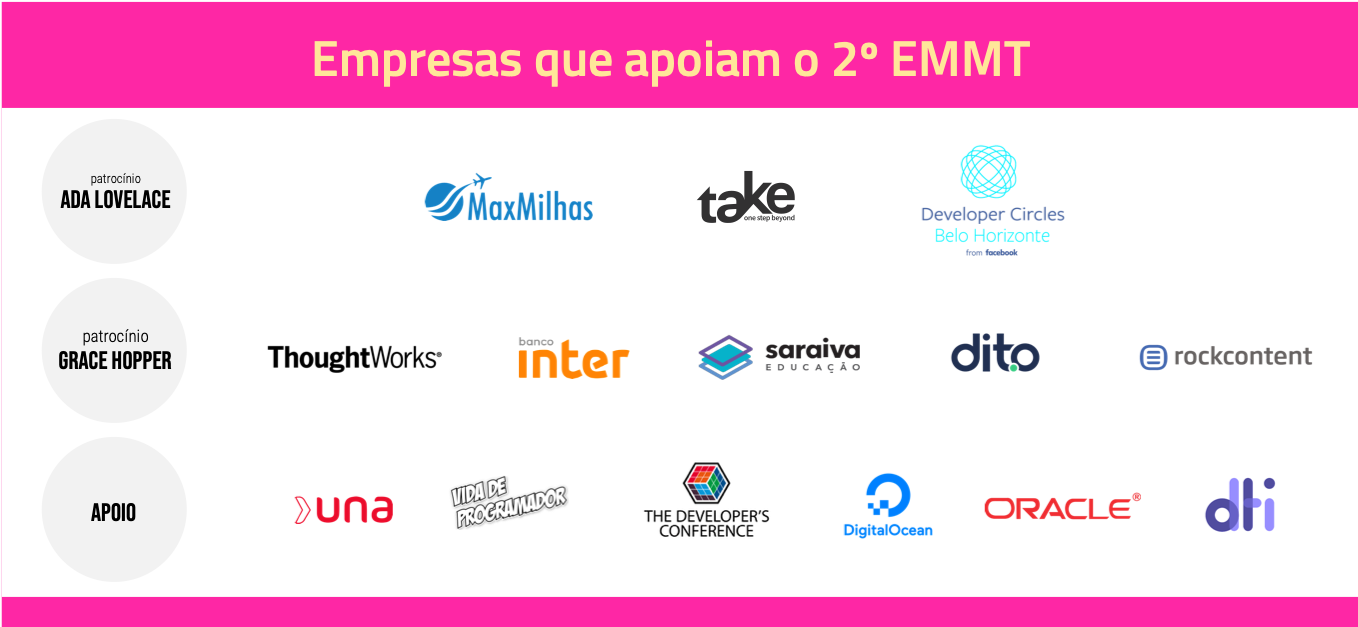 Empresas que apoiam o 2º EMMT
patrocínio
ADA LOVELACE
MaxMilhas
take
one step beyond
Developer Circles
Belo Horizonte
from facebook
patrocínio
GRACE HOPPER
ThoughtWorks®
banco
inter
saraiva
EDUCAÇÃO
dito
rockcontent
APOIO
una
VIDA DE
PROGRAMADOR
THE DEVELOPER'S
CONFERENCE
DigitalOcean
ORACLE®
dti